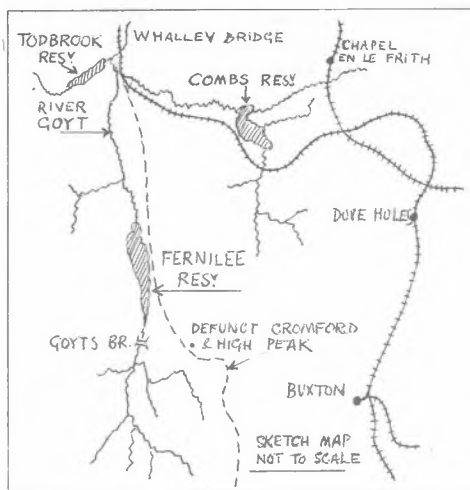 TODBROOK
RESY
WHALLEY BRIDGE
CHAPEL
EN LE FRITH
COMBS RESY
RIVER
GOYT
DOVE HOLE
FERNILEE
RESY
DEFUNCT CROMFORD
& HIGH PEAK
GOYTS BR.
BUXTON
SKETCH MAP
NOT TO SCALE